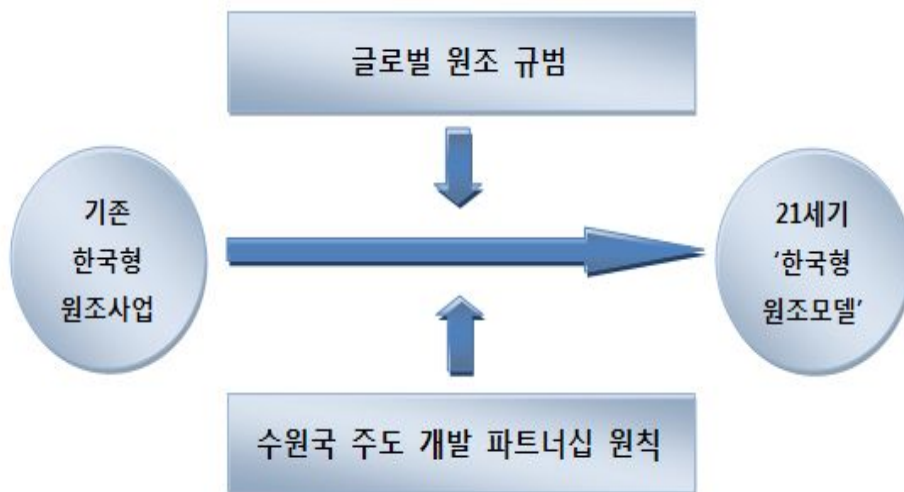 글로벌 원조 규범
기존
한국형
원조사업
21세기
'한국형
원조모델'
수원국 주도 개발 파트너십 원칙